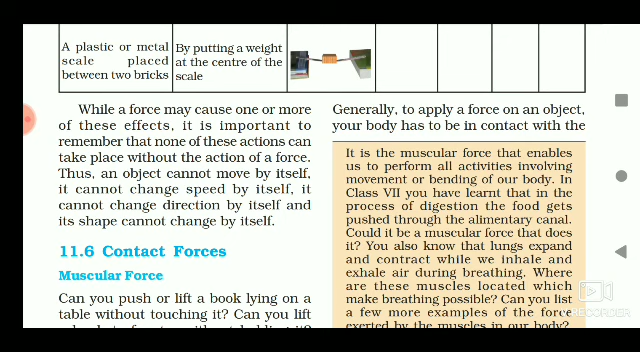 A plastic or metal
scale placed
between two bricks
By putting a weight
at the centre of the
scale
While a force may cause one or more
of these effects, it is important to
remember that none of these actions can
take place without the action of a force.
Thus, an object cannot move by itself,
it cannot change speed by itself, it
cannot change direction by itself and
its shape cannot change by itself.
11.6 Contact Forces
Muscular Force
Can you push or lift a book lying on a
table without touching it? Can you lift
Generally, to apply a force on an object,
your body has to be in contact with the
It is the muscular force that enables
us to perform all activities involving
movement or bending of our body. In
Class VII you have learnt that in the
process of digestion the food gets
pushed through the alimentary canal.
Could it be a muscular force that does
it? You also know that lungs expand
and contract while we inhale and
exhale air during breathing. Where
are these muscles located which
make breathing possible? Can you list
a few more examples of the force
exerted by the muscles in our body?
RECORDER